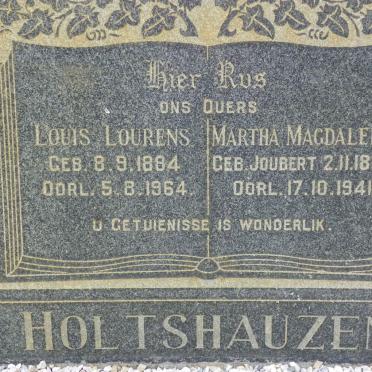 Hier Rus
ONS OUERS
LOUIS LOURENS MARTHA MAGDALE
GEB. 8.9.1894 GEB. JOUBERT 2.11.18
OORL. 5.8.1964. OORL. 17.10.1941
U GETUIENISSE IS WONDERLIK.
HOLTSHAUZEN